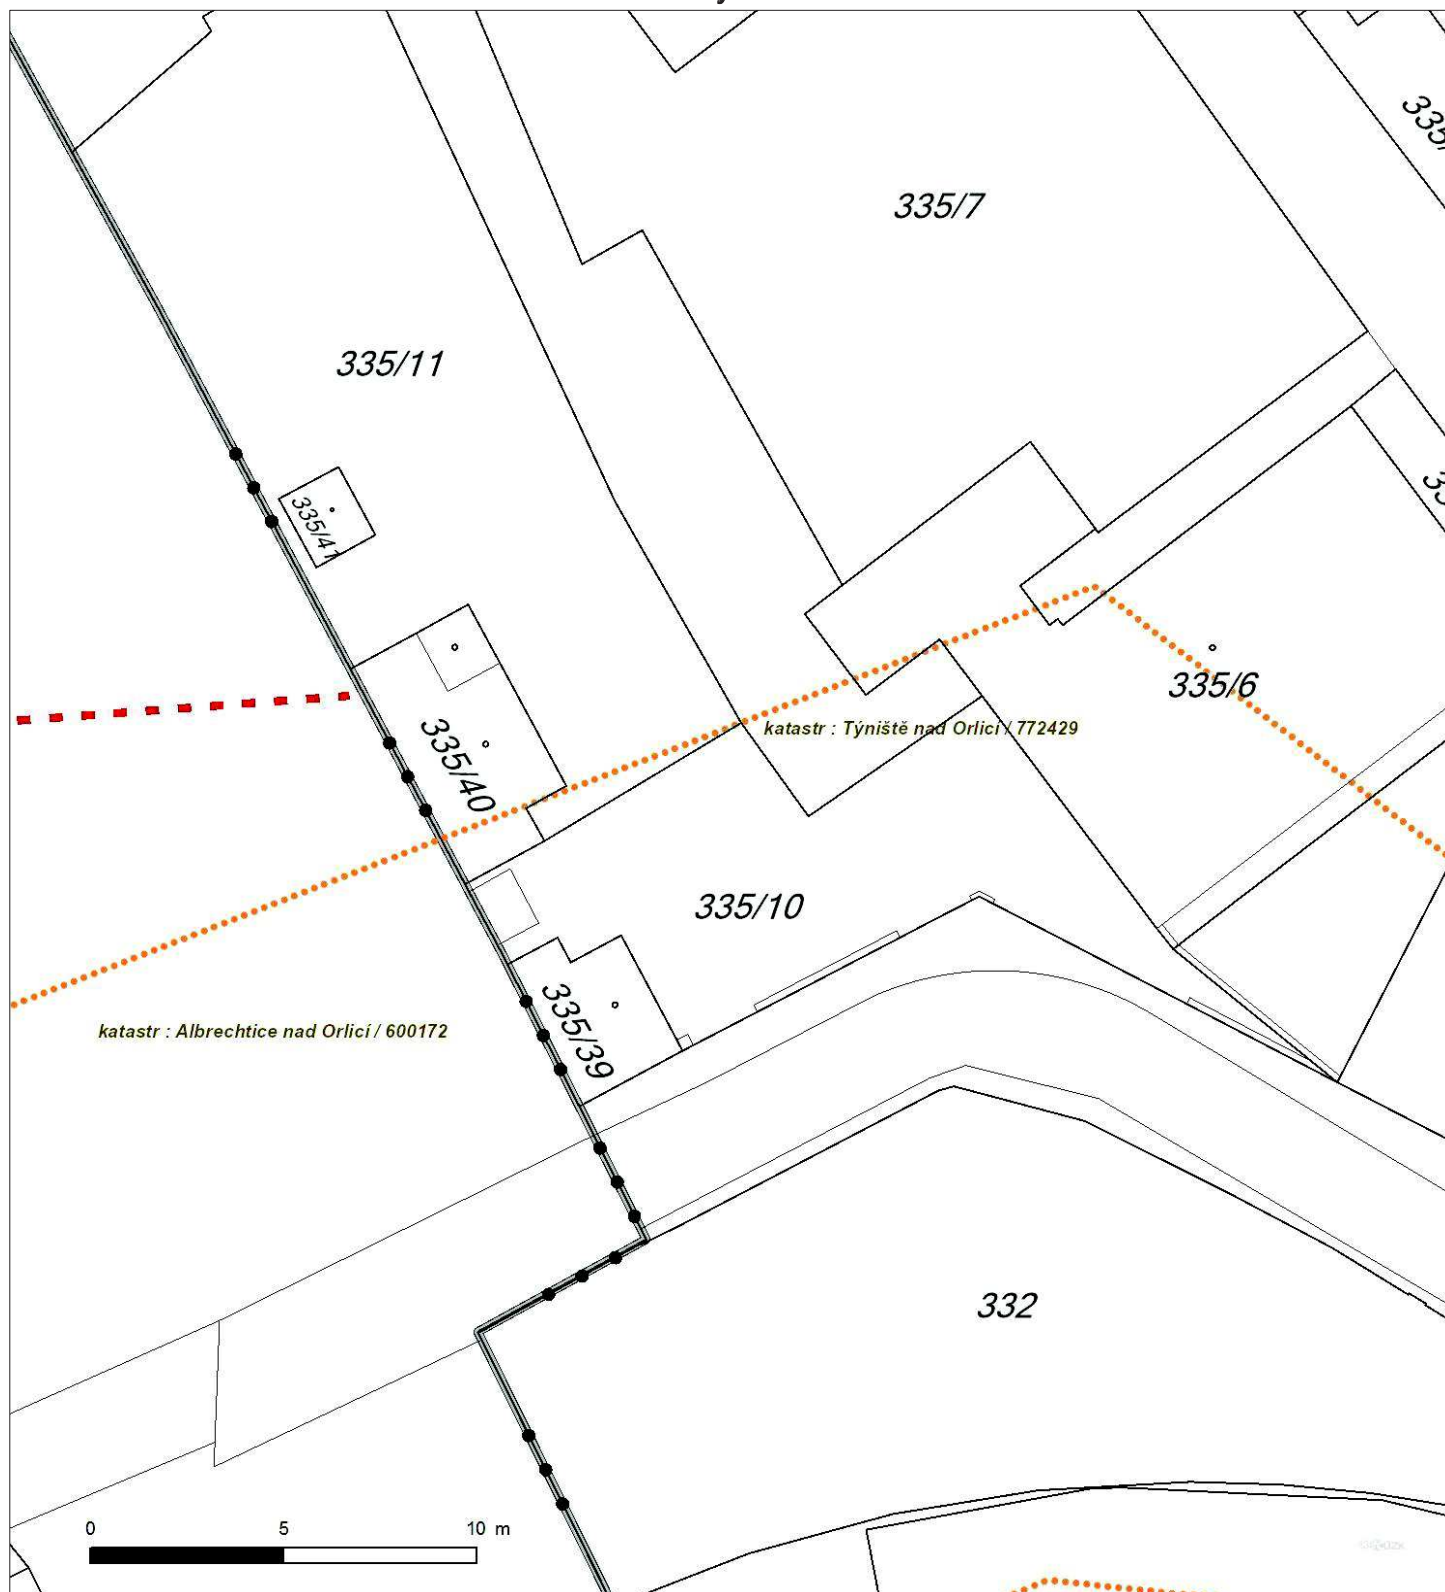 335/7
335/11
335/41
335/6
katastr : Týniště nad Orlicí / 772429
335/40
335/10
335/39
katastr : Albrechtice nad Orlicí / 600172
332
0 5 10 m